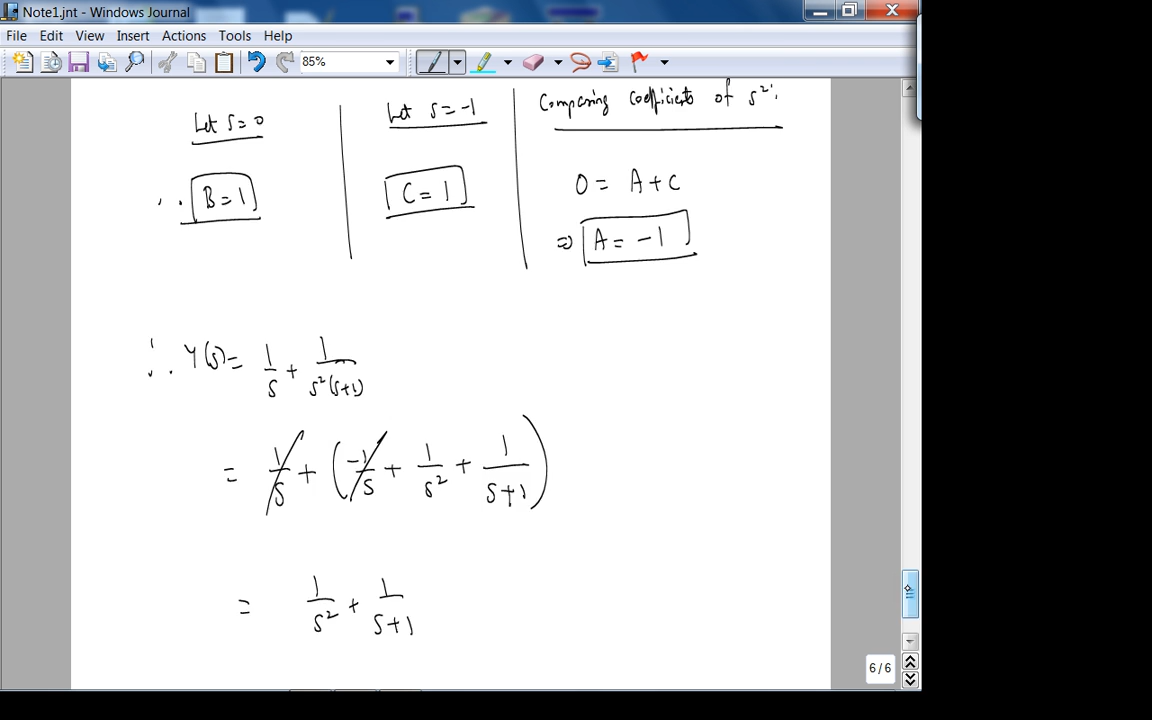 Note1.jnt - Windows Journal
File Edit View Insert Actions Tools Help
85%
Let s=0
∴ B=1
Let s=-1
C=1
Comparing coefficients of s²:
0 = A+C
⇒ A = -1
∴ Y(s)= 1/s + 1/s²(s+1)
= 1/s + (-1/s + 1/s² + 1/s+1)
= 1/s² + 1/s+1
6 / 6